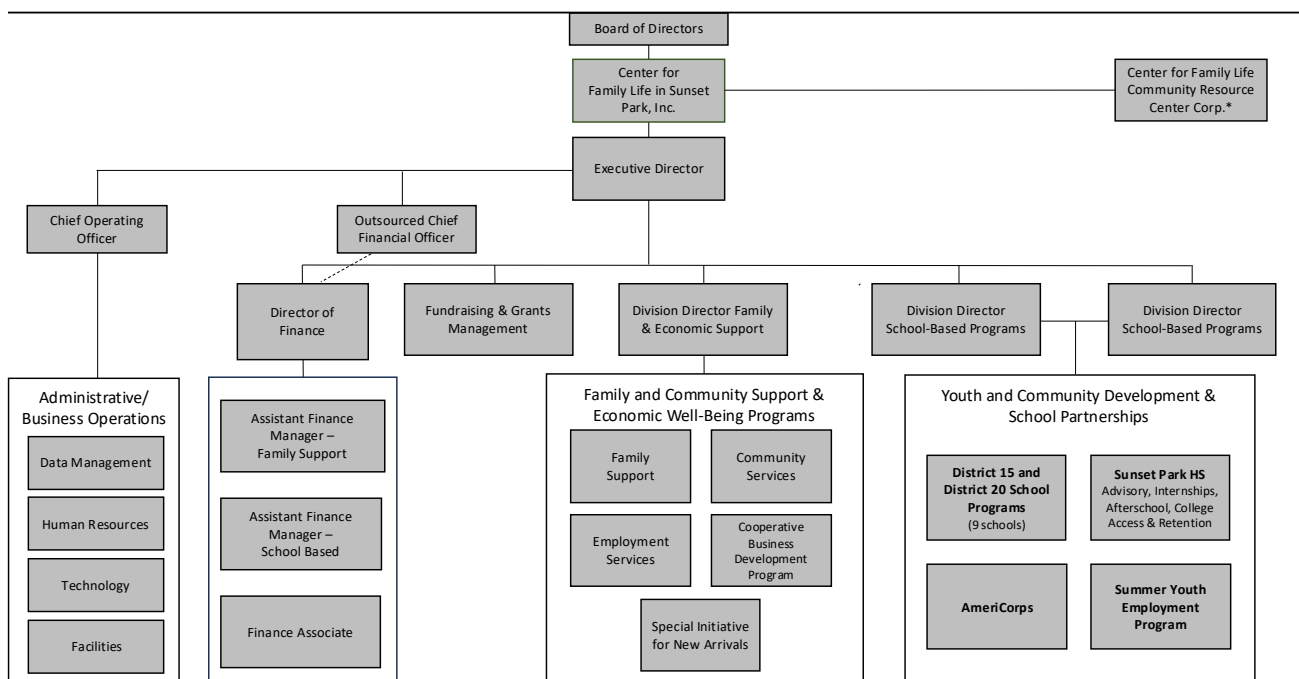 Board of Directors
Center for
Family Life in Sunset
Park, Inc.
Center for Family Life
Community Resource
Center Corp.*
Executive Director
Chief Operating
Officer
Outsourced Chief
Financial Officer
Director of
Finance
Fundraising & Grants
Management
Division Director Family
& Economic Support
Division Director
School-Based Programs
Division Director
School-Based Programs
Administrative/
Business Operations
Data Management
Human Resources
Technology
Facilities
Assistant Finance
Manager –
Family Support
Assistant Finance
Manager –
School Based
Finance Associate
Family and Community Support &
Economic Well-Being Programs
Family
Support
Community
Services
Employment
Services
Cooperative
Business
Development
Program
Special Initiative
for New Arrivals
Youth and Community Development &
School Partnerships
District 15 and
District 20 School
Programs
(9 schools)
Sunset Park HS
Advisory, Internships,
Afterschool, College
Access & Retention
AmeriCorps
Summer Youth
Employment
Program